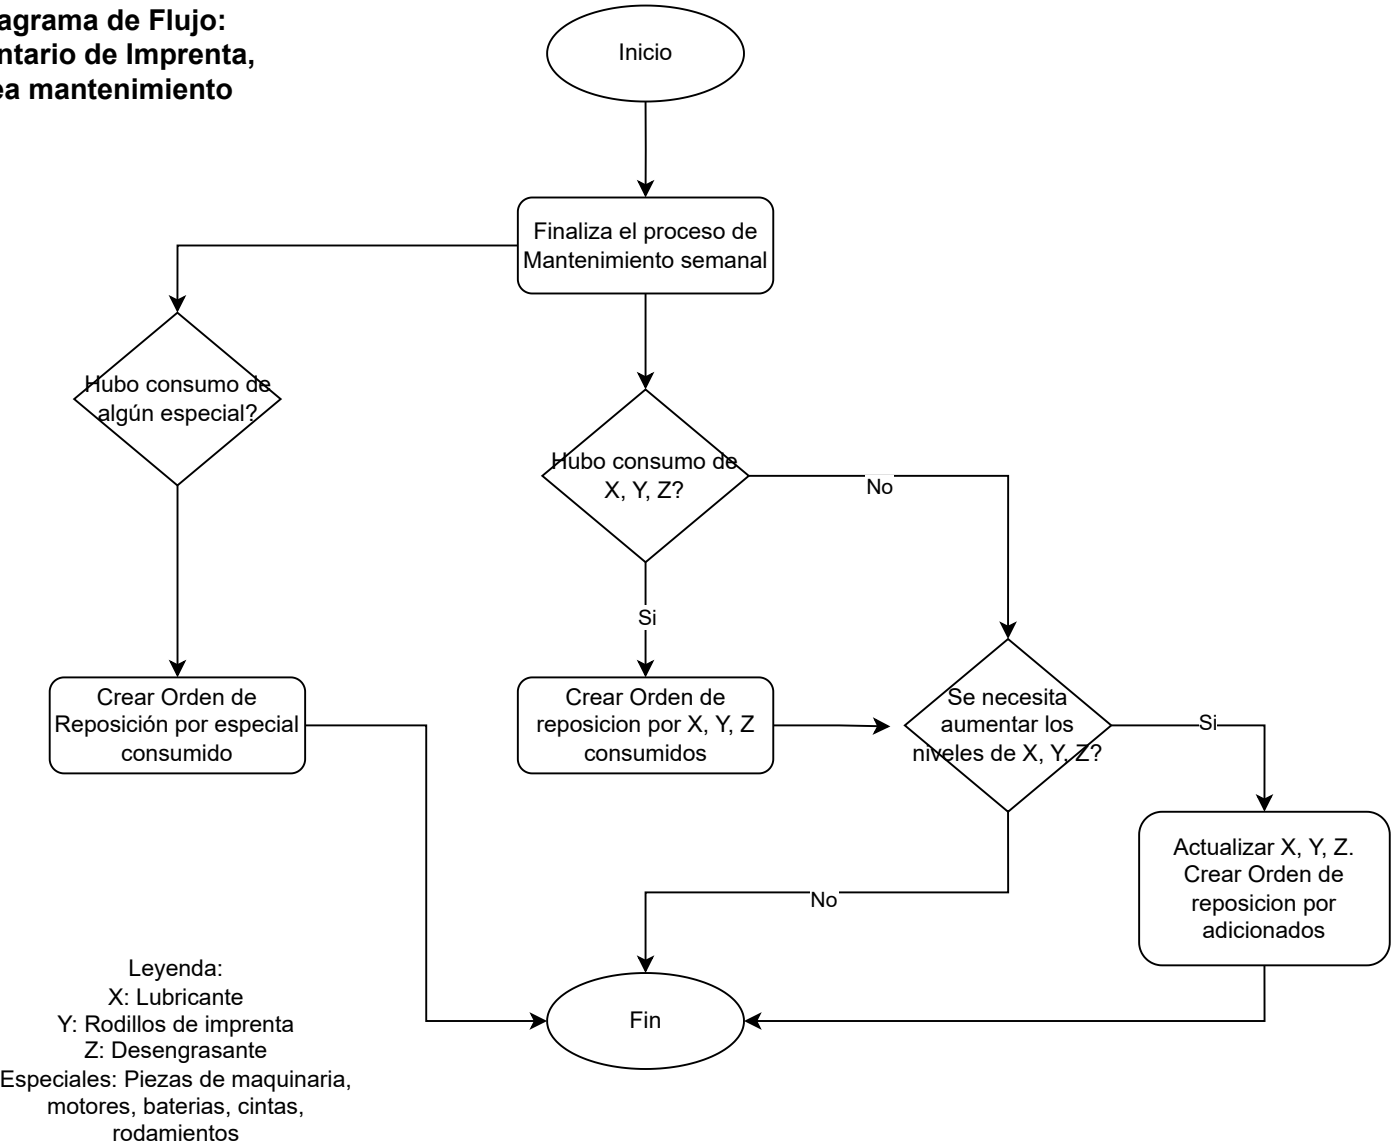 agrama de Flujo:
ntario de Imprenta,
ea mantenimiento
Inicio
Finaliza el proceso de
Mantenimiento semanal
Hubo consumo de
algún especial?
Hubo consumo de
X, Y, Z?
No
Si
Crear Orden de
Reposición por especial
consumido
Crear Orden de
reposicion por X, Y, Z
consumidos
Se necesita
aumentar los
niveles de X, Y, Z?
Si
Actualizar X, Y, Z.
Crear Orden de
reposicion por
adicionados
No
Fin
Leyenda:
X: Lubricante
Y: Rodillos de imprenta
Z: Desengrasante
Especiales: Piezas de maquinaria,
motores, baterias, cintas,
rodamientos